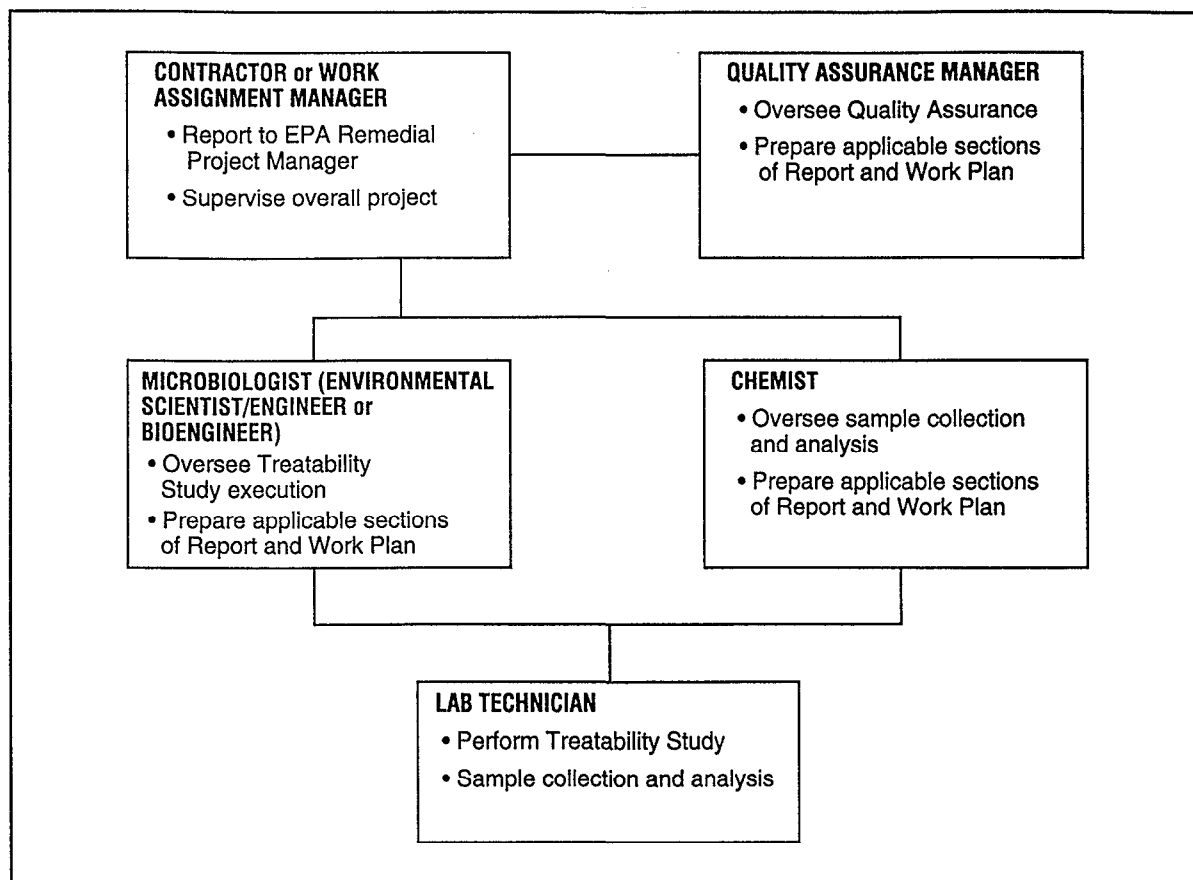 CONTRACTOR or WORK
ASSIGNMENT MANAGER
• Report to EPA Remedial
Project Manager
• Supervise overall project
QUALITY ASSURANCE MANAGER
• Oversee Quality Assurance
• Prepare applicable sections
of Report and Work Plan
MICROBIOLOGIST (ENVIRONMENTAL
SCIENTIST/ENGINEER or
BIOENGINEER)
• Oversee Treatability
Study execution
• Prepare applicable sections
of Report and Work Plan
CHEMIST
• Oversee sample collection
and analysis
• Prepare applicable sections
of Report and Work Plan
LAB TECHNICIAN
• Perform Treatability Study
• Sample collection and analysis